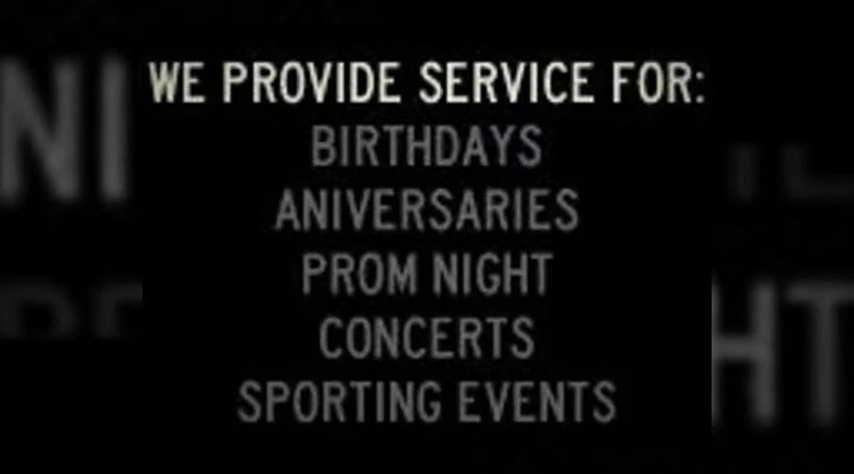 WE PROVIDE SERVICE FOR:
BIRTHDAYS
ANIVERSARIES
PROM NIGHT
CONCERTS
SPORTING EVENTS